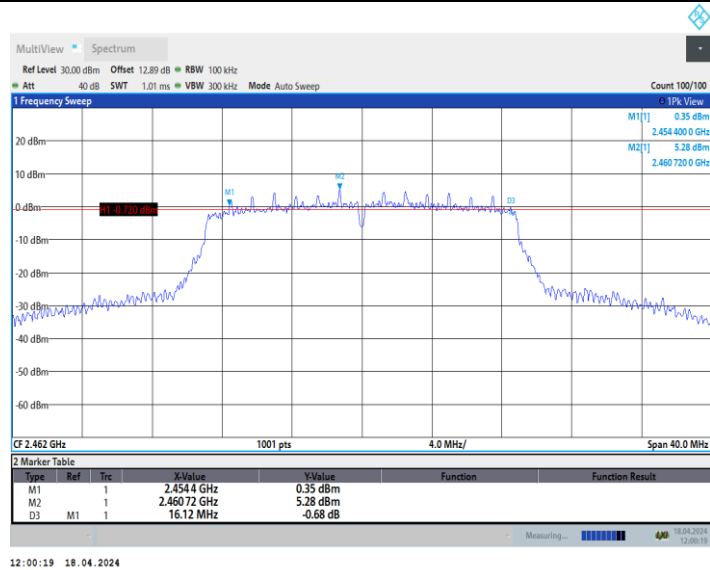 R&S
MultiView Spectrum
Ref Level 30.00 dBm Offset 12.89 dB RBW 100 kHz
Att 40 dB SWT 1.01 ms VBW 300 kHz Mode Auto Sweep Count 100/100
1 Frequency Sweep 1Pk View
M1[1] 0.35 dBm
2.454 400 0 GHz
M2[1] 5.28 dBm
2.460 720 0 GHz
20 dBm
10 dBm
M2
M1
D3
0 dBm
H1 -0.720 dBm
-10 dBm
-20 dBm
-30 dBm
-40 dBm
-50 dBm
-60 dBm
CF 2.462 GHz 1001 pts 4.0 MHz/ Span 40.0 MHz
2 Marker Table
Type Ref Trc X-Value Y-Value Function Function Result
M1 1 2.454 4 GHz 0.35 dBm
M2 1 2.460 72 GHz 5.28 dBm
D3 M1 1 16.12 MHz -0.68 dB
Measuring... 18.04.2024
12:00:19
12:00:19 18.04.2024